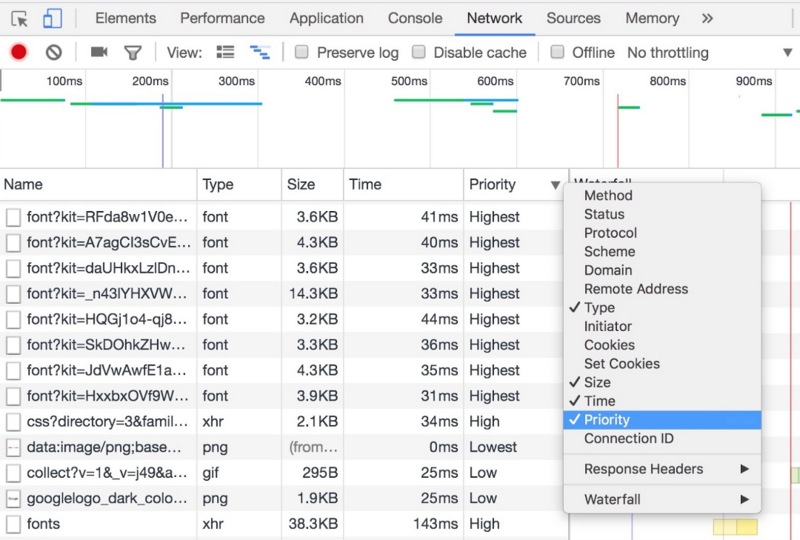 Elements Performance Application Console Network Sources Memory »
View: Preserve log Disable cache Offline No throttling ▼
100ms 200ms 300ms 400ms 500ms 600ms 700ms 800ms 900ms
Name Type Size Time Priority ▼ Waterfall
font?kit=RFda8w1V0e... font 3.6KB 41ms Highest
font?kit=A7agCl3sCvE... font 4.3KB 40ms Highest
font?kit=daUHkxLzlDn... font 3.6KB 33ms Highest
font?kit=_n43lYHXVW... font 14.3KB 33ms Highest
font?kit=HQGj1o4-qj8... font 3.2KB 44ms Highest
font?kit=SkDOhkZHw... font 3.3KB 36ms Highest
font?kit=JdVwAwfE1a... font 4.3KB 35ms Highest
font?kit=HxxbxOVf9W... font 3.9KB 31ms Highest
css?directory=3&famil... xhr 2.1KB 34ms High
data:image/png;base... png (from... 0ms Lowest
collect?v=1&_v=j49&a... gif 295B 25ms Low
googlelogo_dark_colo... png 1.9KB 25ms Low
fonts xhr 38.3KB 143ms High
Method
Status
Protocol
Scheme
Domain
Remote Address
✓ Type
Initiator
Cookies
Set Cookies
✓ Size
✓ Time
✓ Priority
Connection ID
Response Headers ▶
Waterfall ▶